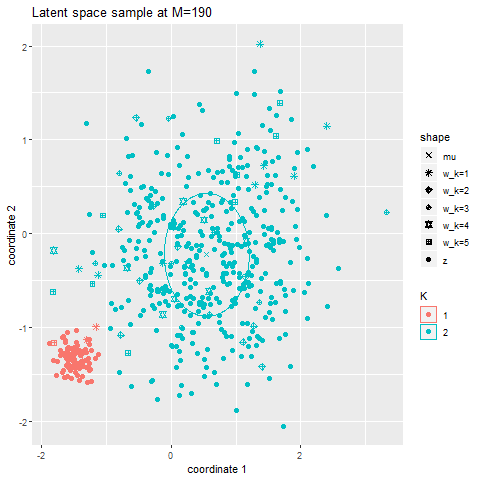 Latent space sample at M=190
2
1
0
-1
-2
coordinate 2
-2
0
1
2
coordinate 1
shape
mu
w_k=1
w_k=2
w_k=3
w_k=4
w_k=5
z
K
1
2